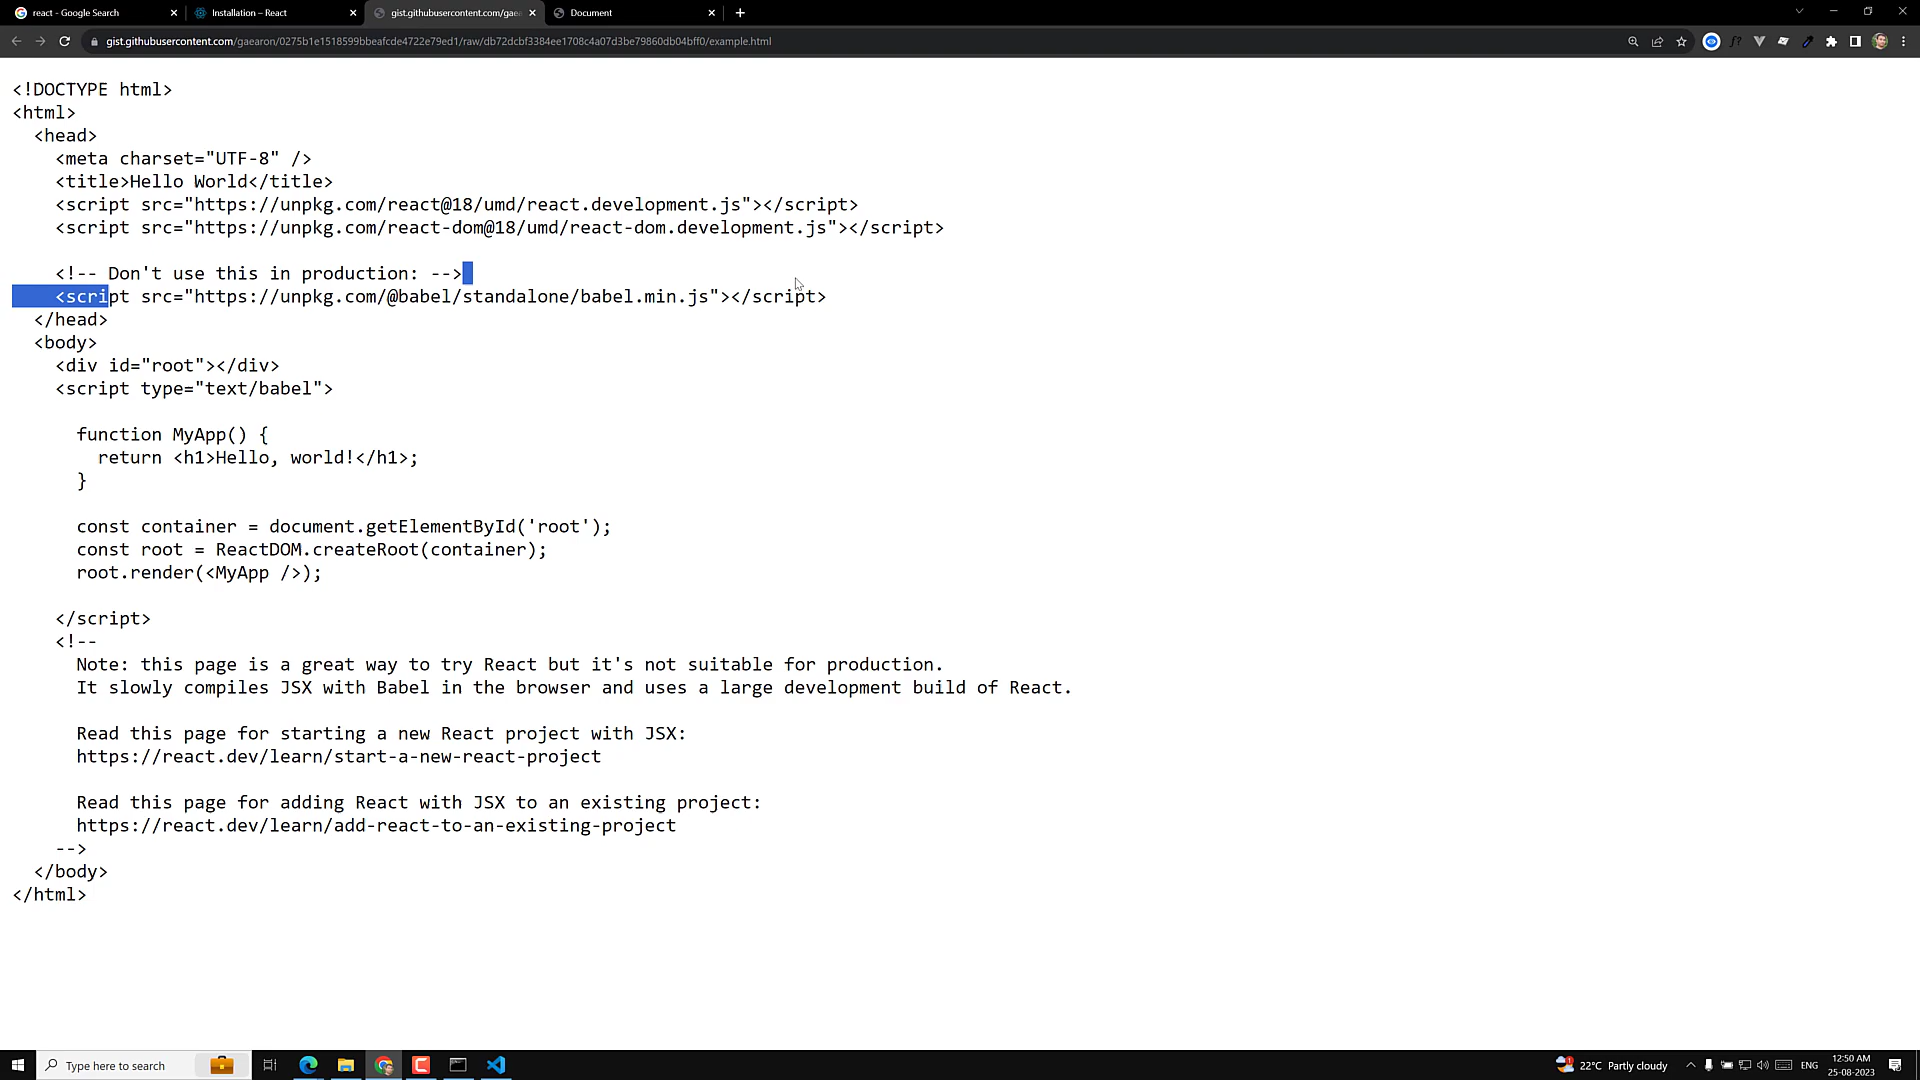 react - Google Search
Installation – React
gist.githubusercontent.com/gaea
Document
gist.githubusercontent.com/gaearon/0275b1e1518599bbeafcde4722e79ed1/raw/db72dcbf3384ee1708c4a07d3be79860db04bff0/example.html
<!DOCTYPE html>
<html>
  <head>
    <meta charset="UTF-8" />
    <title>Hello World</title>
    <script src="https://unpkg.com/react@18/umd/react.development.js"></script>
    <script src="https://unpkg.com/react-dom@18/umd/react-dom.development.js"></script>
    <!-- Don't use this in production: -->
    <script src="https://unpkg.com/@babel/standalone/babel.min.js"></script>
  </head>
  <body>
    <div id="root"></div>
    <script type="text/babel">
      function MyApp() {
        return <h1>Hello, world!</h1>;
      }
      const container = document.getElementById('root');
      const root = ReactDOM.createRoot(container);
      root.render(<MyApp />);
    </script>
    <!--
      Note: this page is a great way to try React but it's not suitable for production.
      It slowly compiles JSX with Babel in the browser and uses a large development build of React.
      Read this page for starting a new React project with JSX:
      https://react.dev/learn/start-a-new-react-project
      Read this page for adding React with JSX to an existing project:
      https://react.dev/learn/add-react-to-an-existing-project
    -->
  </body>
</html>
Type here to search
22°C Partly cloudy
ENG
12:50 AM
25-08-2023